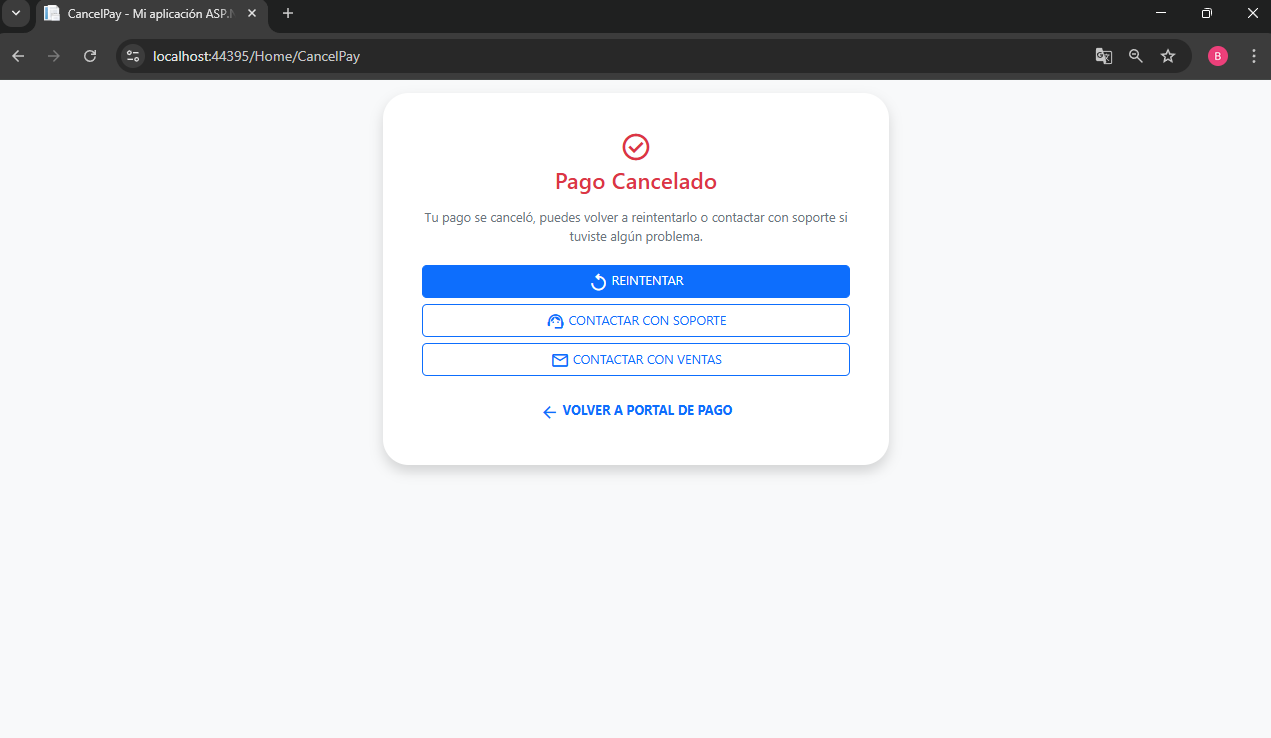 CancelPay - Mi aplicación ASP.N
localhost:44395/Home/CancelPay
B
Pago Cancelado
Tu pago se canceló, puedes volver a reintentarlo o contactar con soporte si
tuviste algún problema.
REINTENTAR
CONTACTAR CON SOPORTE
CONTACTAR CON VENTAS
VOLVER A PORTAL DE PAGO